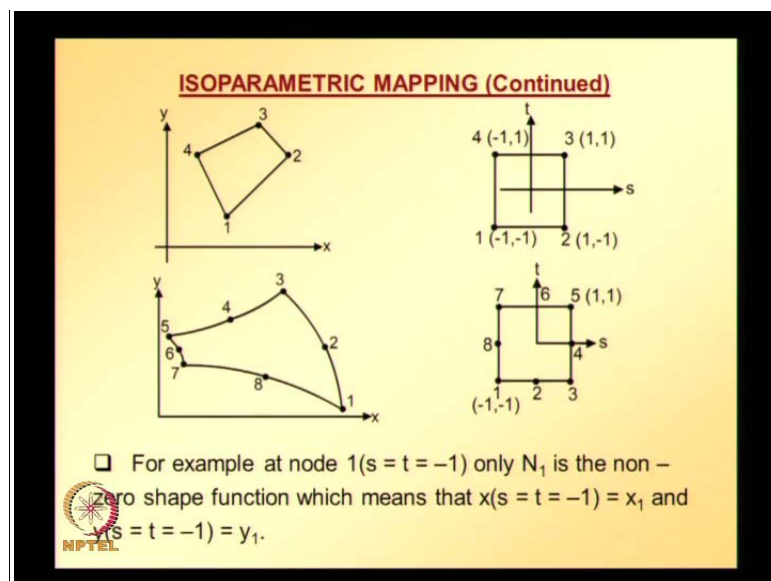 ISOPARAMETRIC MAPPING (Continued)
y
3
4
2
1
x
t
4 (-1,1) 3 (1,1)
s
1 (-1,-1) 2 (1,-1)
y
3
4
5
2
6
7
8
1
x
t
7 6 5 (1,1)
8 s
4
1 2 3
(-1,-1)
❑ For example at node 1(s = t = –1) only N₁ is the non –
zero shape function which means that x(s = t = –1) = x₁ and
y(s = t = –1) = y₁.
NPTEL